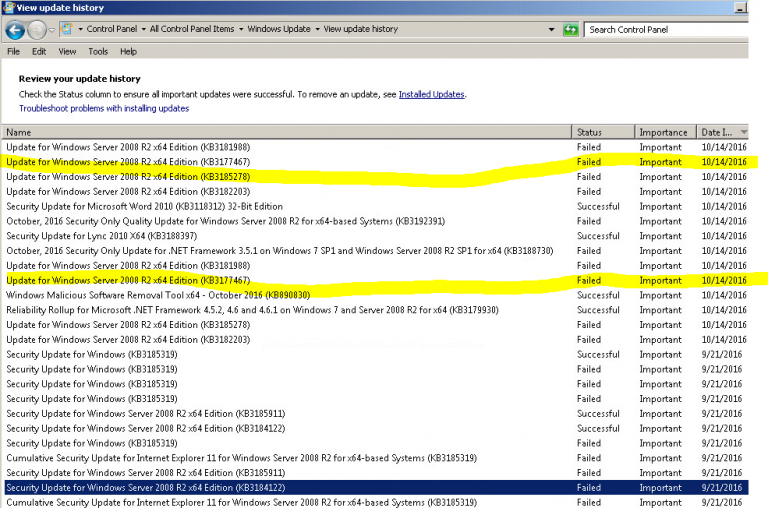 View update history
Control Panel ▸ All Control Panel Items ▸ Windows Update ▸ View update history
Search Control Panel
File Edit View Tools Help
Review your update history
Check the Status column to ensure all important updates were successful. To remove an update, see Installed Updates.
Troubleshoot problems with installing updates
Name Status Importance Date I...
Update for Windows Server 2008 R2 x64 Edition (KB3181988) Failed Important 10/14/2016
Update for Windows Server 2008 R2 x64 Edition (KB3177467) Failed Important 10/14/2016
Update for Windows Server 2008 R2 x64 Edition (KB3185278) Failed Important 10/14/2016
Update for Windows Server 2008 R2 x64 Edition (KB3182203) Failed Important 10/14/2016
Security Update for Microsoft Word 2010 (KB3118312) 32-Bit Edition Successful Important 10/14/2016
October, 2016 Security Only Quality Update for Windows Server 2008 R2 for x64-based Systems (KB3192391) Failed Important 10/14/2016
Security Update for Lync 2010 X64 (KB3188397) Successful Important 10/14/2016
October, 2016 Security Only Update for .NET Framework 3.5.1 on Windows 7 SP1 and Windows Server 2008 R2 SP1 for x64 (KB3188730) Failed Important 10/14/2016
Update for Windows Server 2008 R2 x64 Edition (KB3181988) Failed Important 10/14/2016
Update for Windows Server 2008 R2 x64 Edition (KB3177467) Failed Important 10/14/2016
Windows Malicious Software Removal Tool x64 - October 2016 (KB890830) Successful Important 10/14/2016
Reliability Rollup for Microsoft .NET Framework 4.5.2, 4.6 and 4.6.1 on Windows 7 and Server 2008 R2 for x64 (KB3179930) Successful Important 10/14/2016
Update for Windows Server 2008 R2 x64 Edition (KB3185278) Failed Important 10/14/2016
Update for Windows Server 2008 R2 x64 Edition (KB3182203) Failed Important 10/14/2016
Security Update for Windows (KB3185319) Successful Important 9/21/2016
Security Update for Windows (KB3185319) Failed Important 9/21/2016
Security Update for Windows (KB3185319) Failed Important 9/21/2016
Security Update for Windows (KB3185319) Failed Important 9/21/2016
Security Update for Windows Server 2008 R2 x64 Edition (KB3185911) Successful Important 9/21/2016
Security Update for Windows Server 2008 R2 x64 Edition (KB3184122) Successful Important 9/21/2016
Security Update for Windows (KB3185319) Failed Important 9/21/2016
Cumulative Security Update for Internet Explorer 11 for Windows Server 2008 R2 for x64-based Systems (KB3185319) Failed Important 9/21/2016
Security Update for Windows Server 2008 R2 x64 Edition (KB3185911) Failed Important 9/21/2016
Security Update for Windows Server 2008 R2 x64 Edition (KB3184122) Failed Important 9/21/2016
Cumulative Security Update for Internet Explorer 11 for Windows Server 2008 R2 for x64-based Systems (KB3185319) Failed Important 9/21/2016